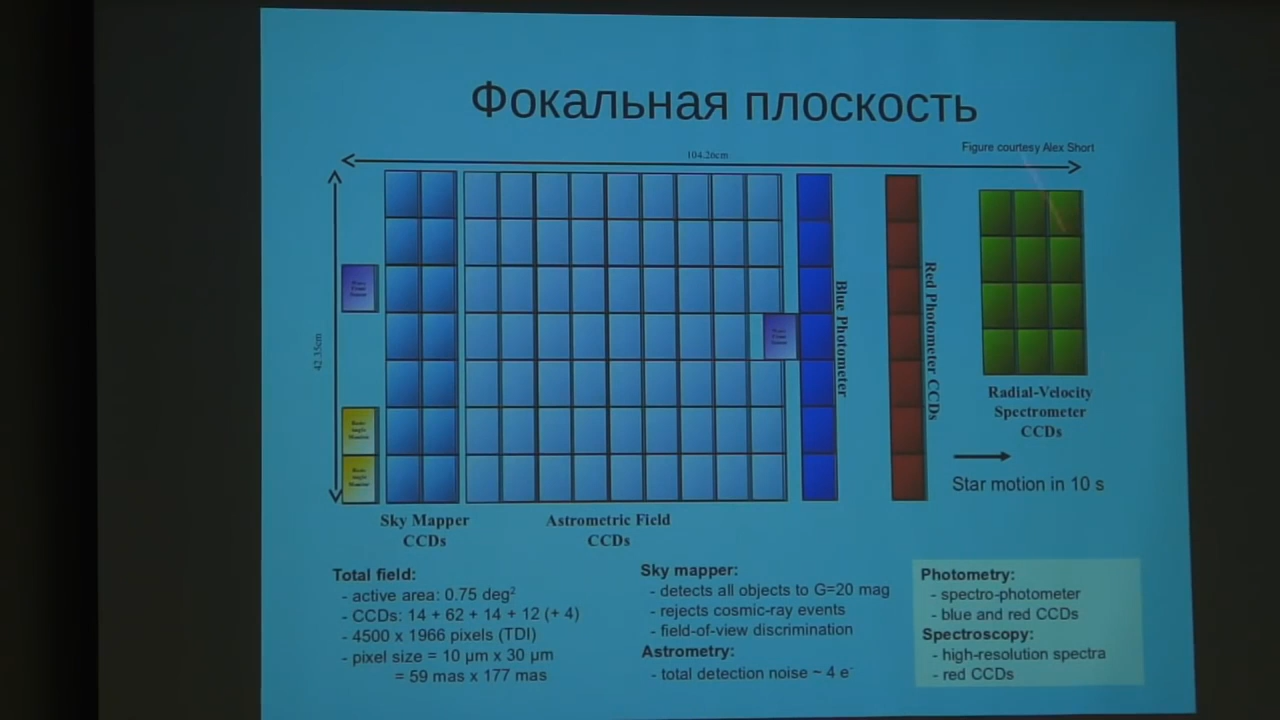 Фокальная плоскость
Figure courtesy Alex Short
104.26cm
42.35cm
Blue Photometer
Red Photometer CCDs
Radial-Velocity
Spectrometer
CCDs
Star motion in 10 s
Sky Mapper
CCDs
Astrometric Field
CCDs
Total field:
- active area: 0.75 deg²
- CCDs: 14 + 62 + 14 + 12 (+ 4)
- 4500 x 1966 pixels (TDI)
- pixel size = 10 µm x 30 µm
= 59 mas x 177 mas
Sky mapper:
- detects all objects to G=20 mag
- rejects cosmic-ray events
- field-of-view discrimination
Astrometry:
- total detection noise ~ 4 e⁻
Photometry:
- spectro-photometer
- blue and red CCDs
Spectroscopy:
- high-resolution spectra
- red CCDs